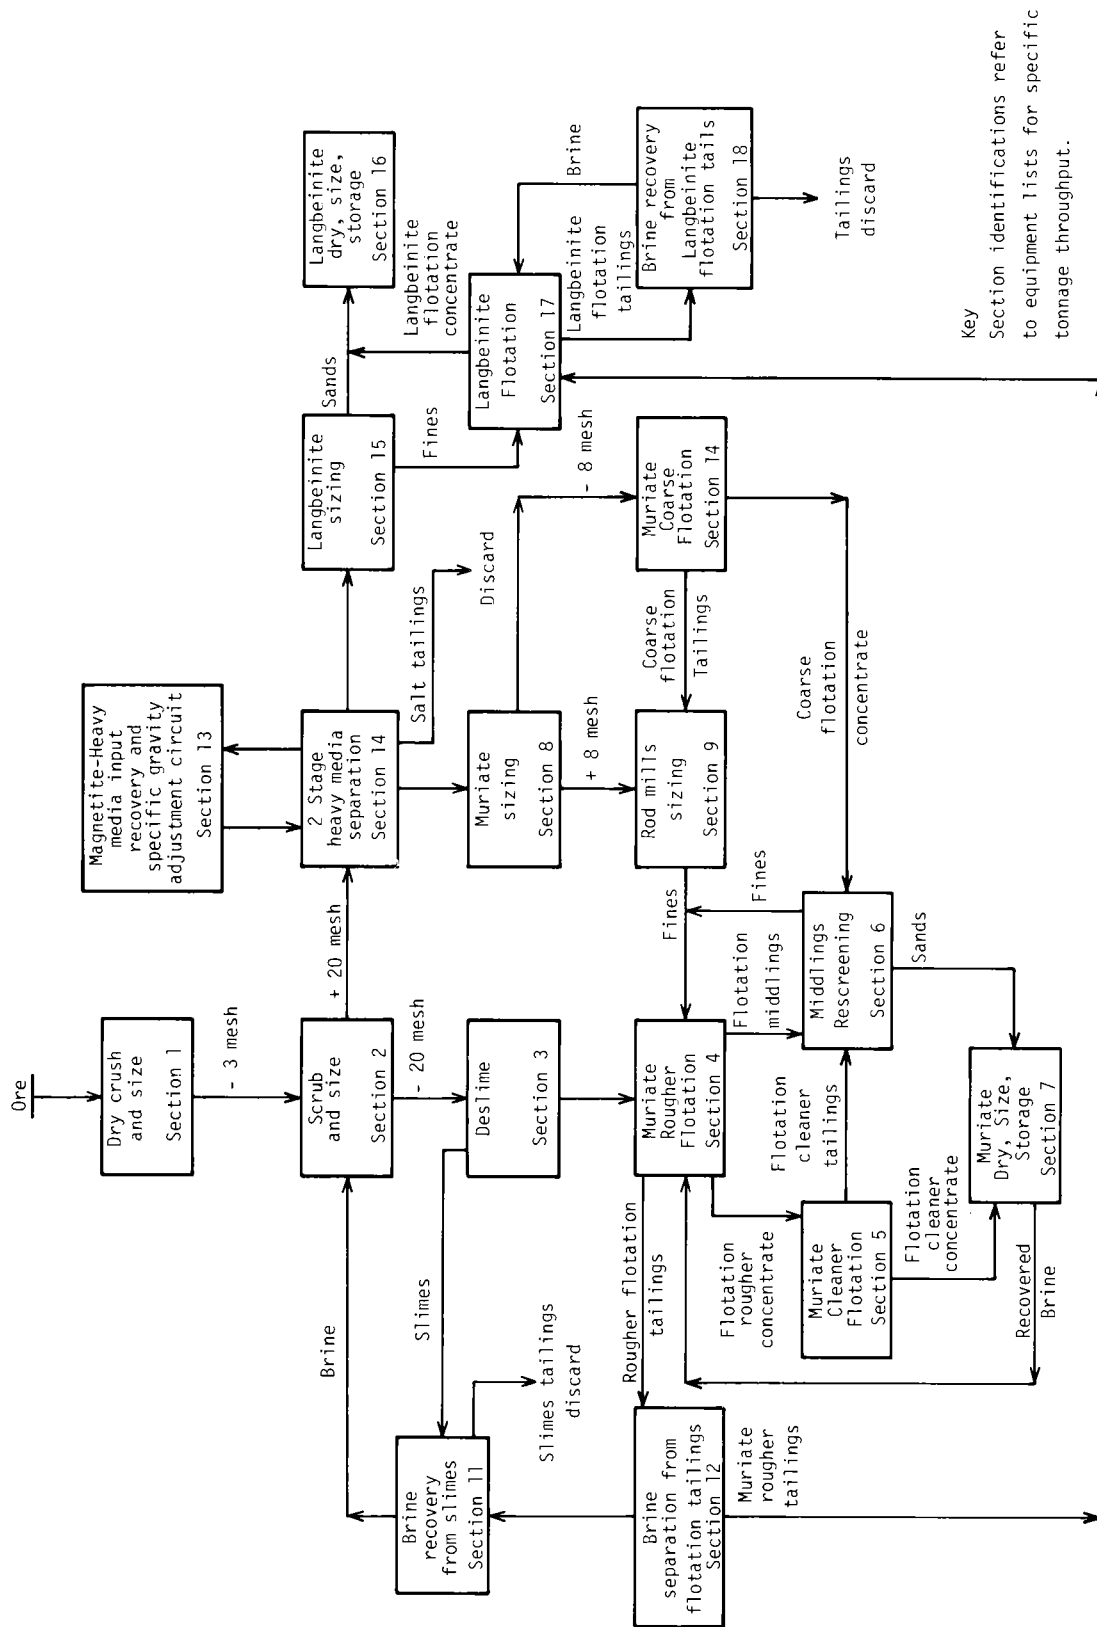 Ore
Dry crush
and size
Section 1
- 3 mesh
Scrub
and size
Section 2
+ 20 mesh
- 20 mesh
Deslime
Section 3
Slimes
Brine
Brine
recovery
from slimes
Section 11
Slimes tailings
discard
Magnetite-Heavy
media input
recovery and
specific gravity
adjustment circuit
Section 13
2 Stage
heavy media
separation
Section 14
Salt tailings
Discard
Langbeinite
sizing
Section 15
Sands
Fines
Langbeinite
dry, size,
storage
Section 16
Langbeinite
flotation
concentrate
Langbeinite
Flotation
Section 17
Langbeinite
flotation
tailings
Brine
Brine recovery
from
Langbeinite
flotation tails
Section 18
Tailings
discard
Muriate
sizing
Section 8
- 8 mesh
+ 8 mesh
Muriate
Coarse
Flotation
Section 14
Coarse
flotation
Tailings
Coarse
flotation
concentrate
Rod mills
sizing
Section 9
Fines
Fines
Muriate
Rougher
Flotation
Section 4
Flotation
middlings
Middlings
Rescreening
Section 6
Sands
Rougher flotation
tailings
Flotation
rougher
concentrate
Flotation
cleaner
tailings
Muriate
Cleaner
Flotation
Section 5
Flotation
cleaner
concentrate
Muriate
Dry, Size,
Storage
Section 7
Recovered
Brine
Brine
separation from
flotation tailings
Section 12
Muriate
rougher
tailings
Key
Section identifications refer
to equipment lists for specific
tonnage throughput.